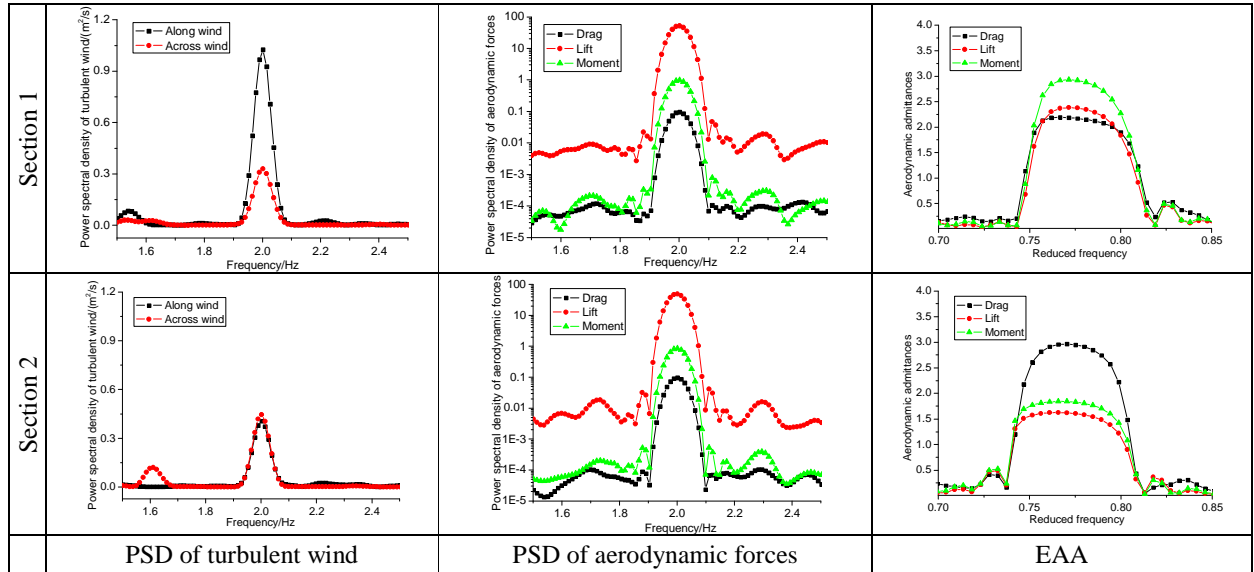 Section 1
Power spectral density of turbulent wind/(m²/s)
1.2
0.9
0.6
0.3
0.0
Along wind
Across wind
1.6 1.8 2.0 2.2 2.4
Frequency/Hz
Power spectral density of aerodynamic forces
100
10
1
0.1
0.01
1E-3
1E-4
1E-5
Drag
Lift
Moment
1.6 1.8 2.0 2.2 2.4
Frequency/Hz
Aerodynamic admittances
4.0
3.5
3.0
2.5
2.0
1.5
1.0
0.5
Drag
Lift
Moment
0.70 0.75 0.80 0.85
Reduced frequency
Section 2
Power spectral density of turbulent wind/(m²/s)
1.2
0.9
0.6
0.3
0.0
Along wind
Across wind
1.6 1.8 2.0 2.2 2.4
Frequency/Hz
Power spectral density of aerodynamic forces
100
10
1
0.1
0.01
1E-3
1E-4
1E-5
Drag
Lift
Moment
1.6 1.8 2.0 2.2 2.4
Frequency/Hz
Aerodynamic admittances
4.0
3.5
3.0
2.5
2.0
1.5
1.0
0.5
Drag
Lift
Moment
0.70 0.75 0.80 0.85
Reduced frequency
PSD of turbulent wind
PSD of aerodynamic forces
EAA